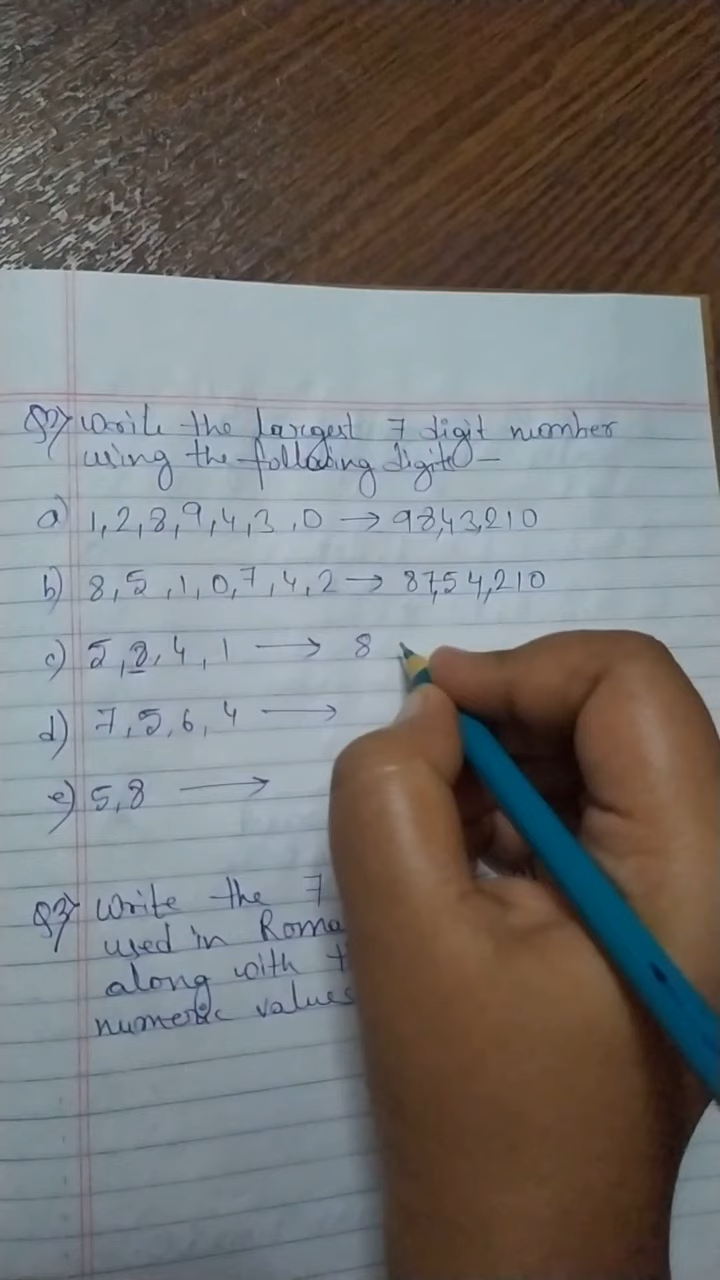 Q2) Write the largest 7 digit number
using the following digits –
a) 1,2,8,9,4,3,0 → 98,43,210
b) 8,5,1,0,7,4,2 → 87,54,210
c) 5,8,4,1 → 8
d) 7,5,6,4 →
e) 5,8 →
Q3) Write the 7
used in Roma
along with t
numeric values